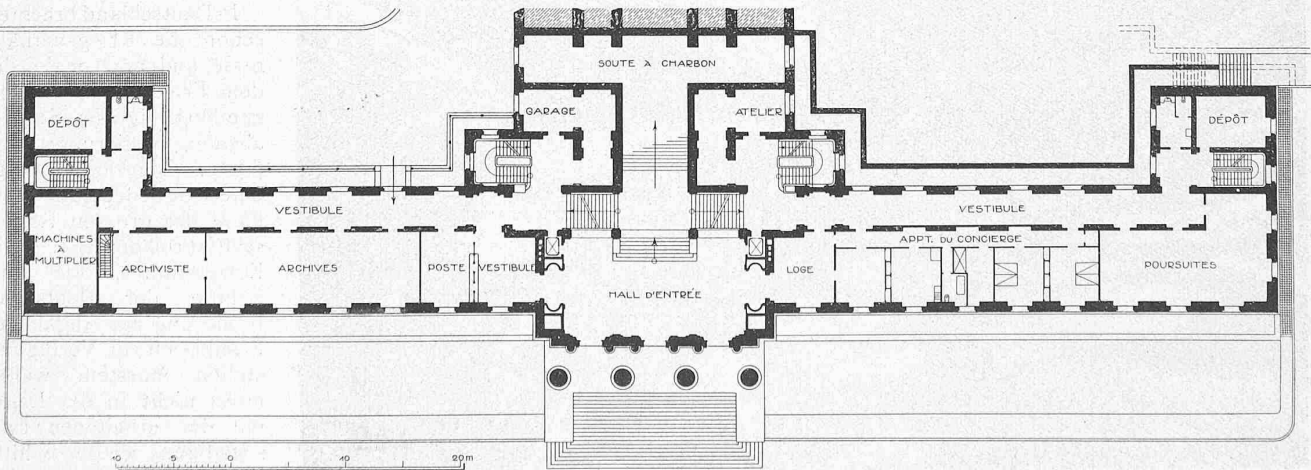 SOUTE A CHARBON
GARAGE
ATELIER
DÉPÔT
DÉPÔT
VESTIBULE
VESTIBULE
MACHINES
A
MULTIPLIER
ARCHIVISTE
ARCHIVES
POSTE
VESTIBULE
HALL D'ENTRÉE
LOGE
APPT. DU CONCIERGE
POURSUITES
10 5 0 10 20m